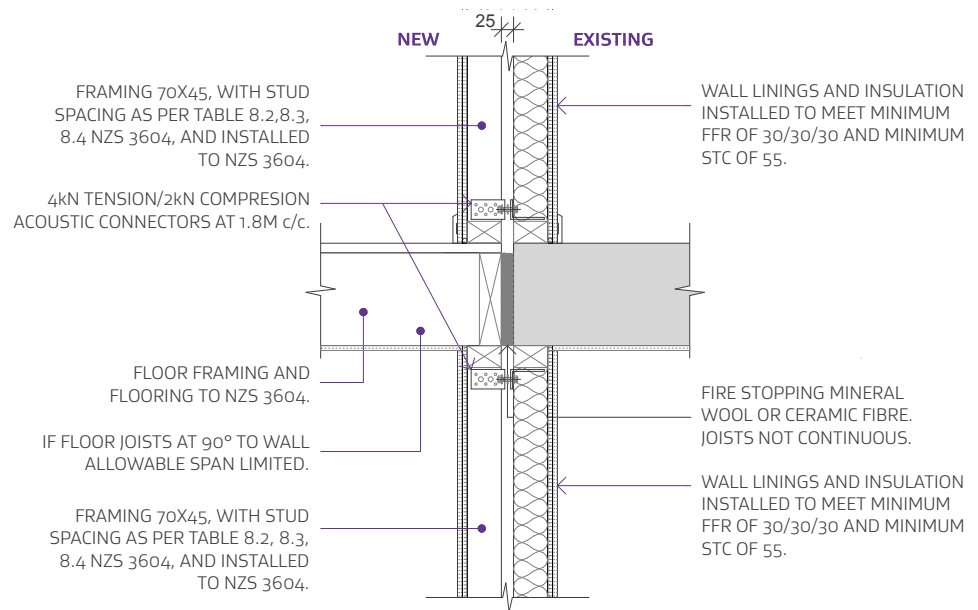 25
NEW
EXISTING
FRAMING 70X45, WITH STUD
SPACING AS PER TABLE 8.2,8.3,
8.4 NZS 3604, AND INSTALLED
TO NZS 3604.
4kN TENSION/2kN COMPRESION
ACOUSTIC CONNECTORS AT 1.8M c/c.
FLOOR FRAMING AND
FLOORING TO NZS 3604.
IF FLOOR JOISTS AT 90° TO WALL
ALLOWABLE SPAN LIMITED.
FRAMING 70X45, WITH STUD
SPACING AS PER TABLE 8.2, 8.3,
8.4 NZS 3604, AND INSTALLED
TO NZS 3604.
WALL LININGS AND INSULATION
INSTALLED TO MEET MINIMUM
FFR OF 30/30/30 AND MINIMUM
STC OF 55.
FIRE STOPPING MINERAL
WOOL OR CERAMIC FIBRE.
JOISTS NOT CONTINUOUS.
WALL LININGS AND INSULATION
INSTALLED TO MEET MINIMUM
FFR OF 30/30/30 AND MINIMUM
STC OF 55.